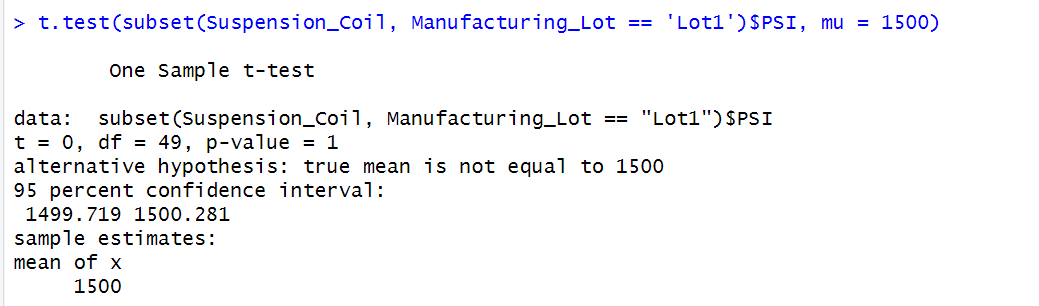 > t.test(subset(Suspension_Coil, Manufacturing_Lot == 'Lot1')$PSI, mu = 1500)
One Sample t-test
data:  subset(Suspension_Coil, Manufacturing_Lot == "Lot1")$PSI
t = 0, df = 49, p-value = 1
alternative hypothesis: true mean is not equal to 1500
95 percent confidence interval:
1499.719 1500.281
sample estimates:
mean of x
1500